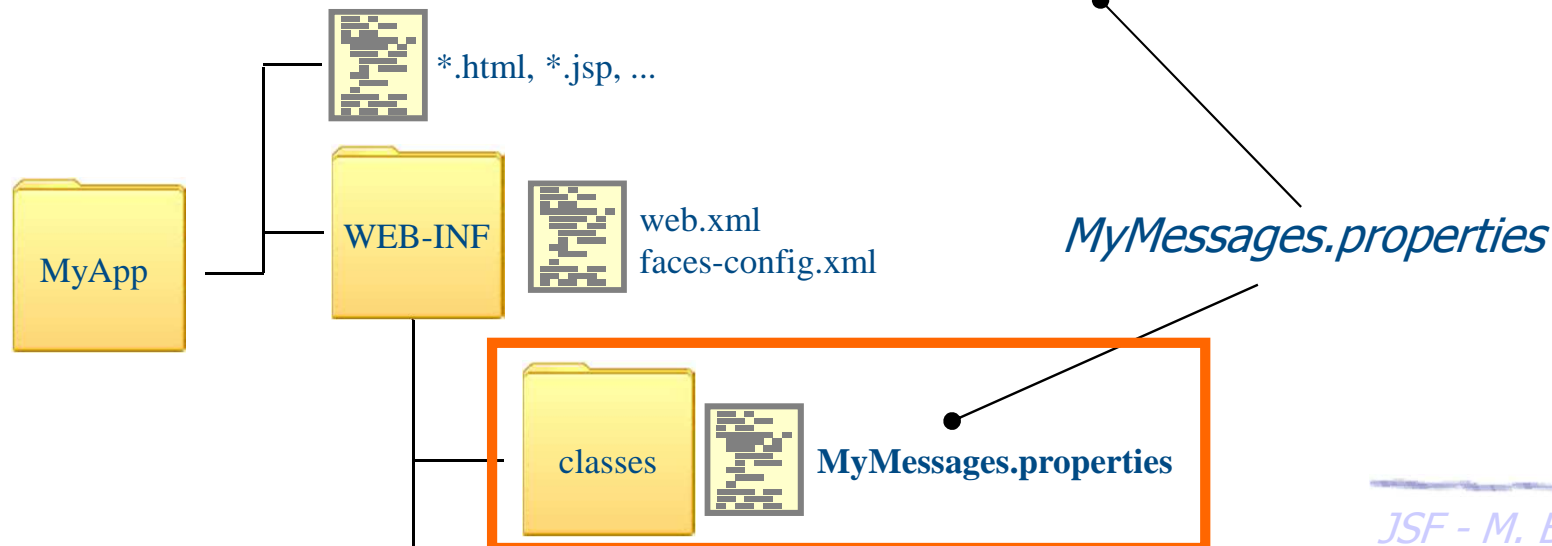 *.html, *.jsp, ...
MyApp
WEB-INF
web.xml
faces-config.xml
MyMessages.properties
classes
MyMessages.properties
JSF - M.